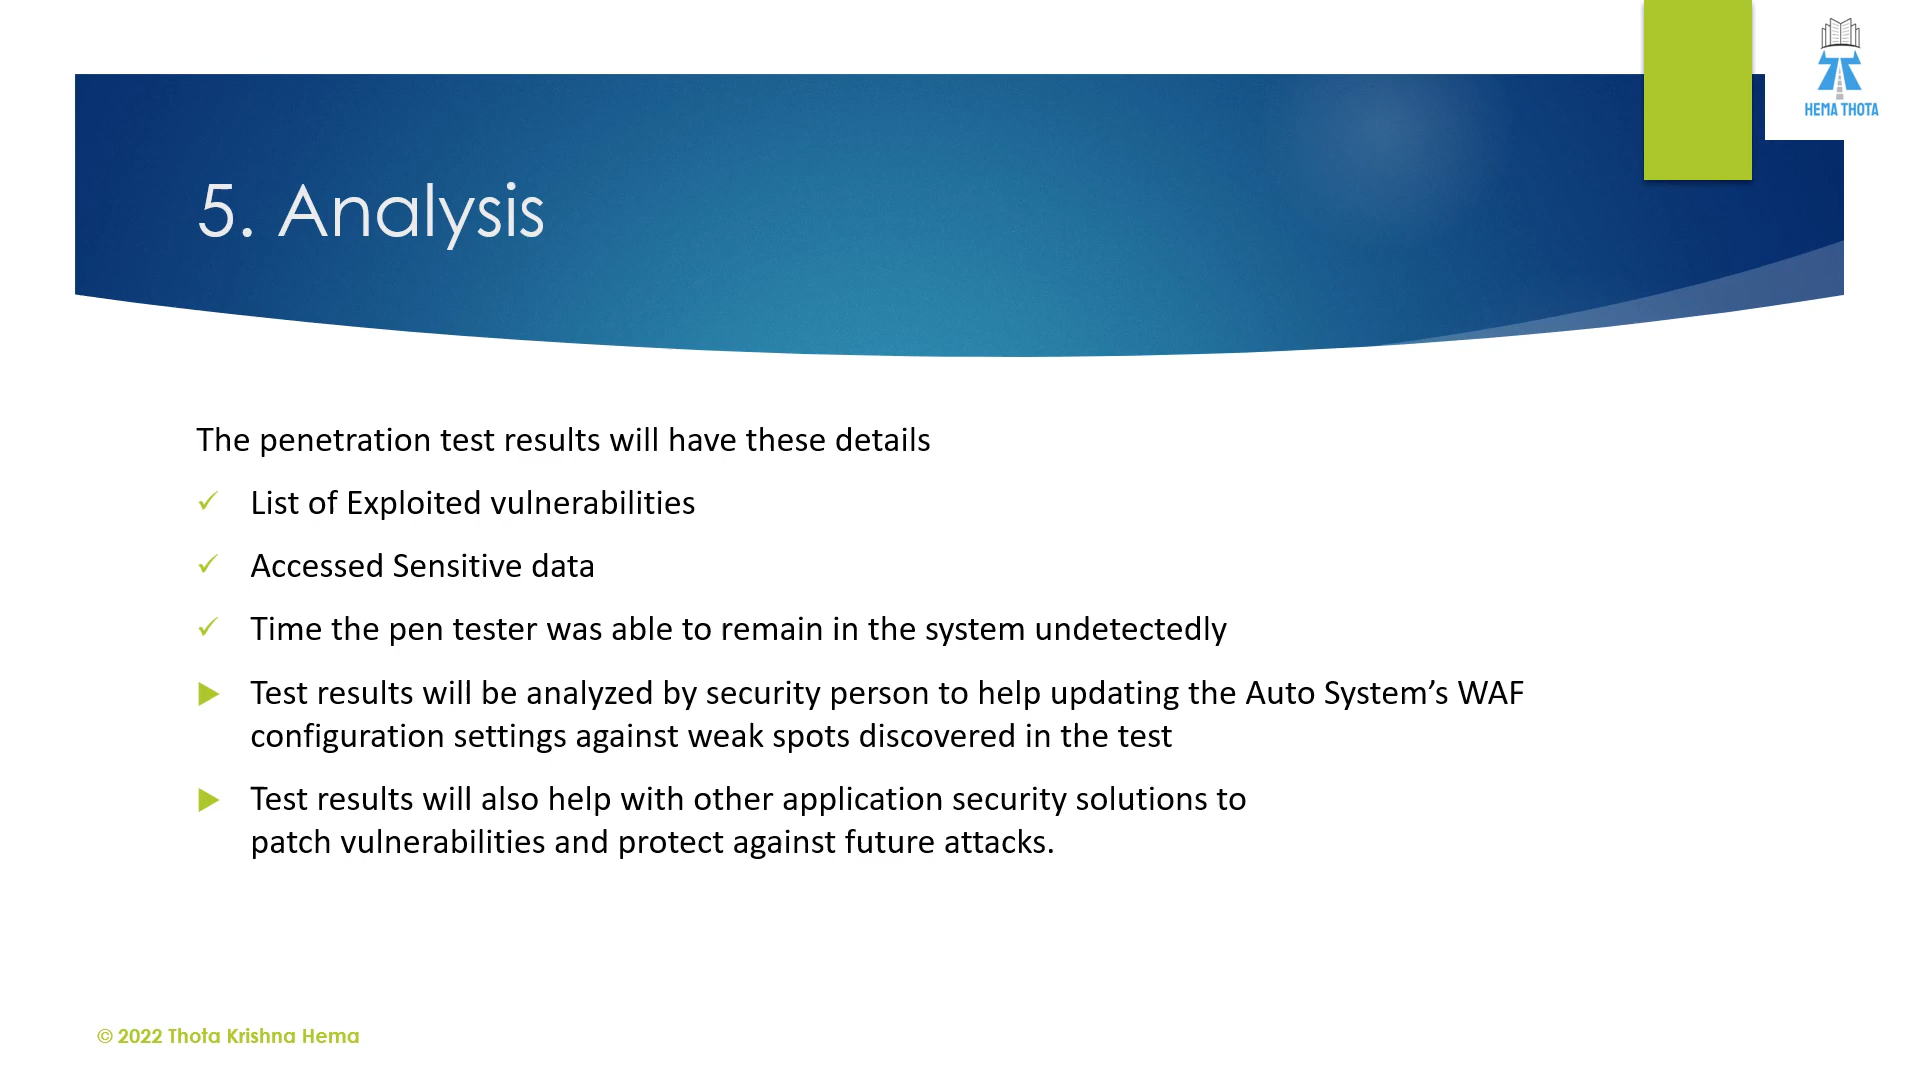 HEMA THOTA
5. Analysis
The penetration test results will have these details
✓ List of Exploited vulnerabilities
✓ Accessed Sensitive data
✓ Time the pen tester was able to remain in the system undetectedly
▶ Test results will be analyzed by security person to help updating the Auto System’s WAF
configuration settings against weak spots discovered in the test
▶ Test results will also help with other application security solutions to
patch vulnerabilities and protect against future attacks.
© 2022 Thota Krishna Hema